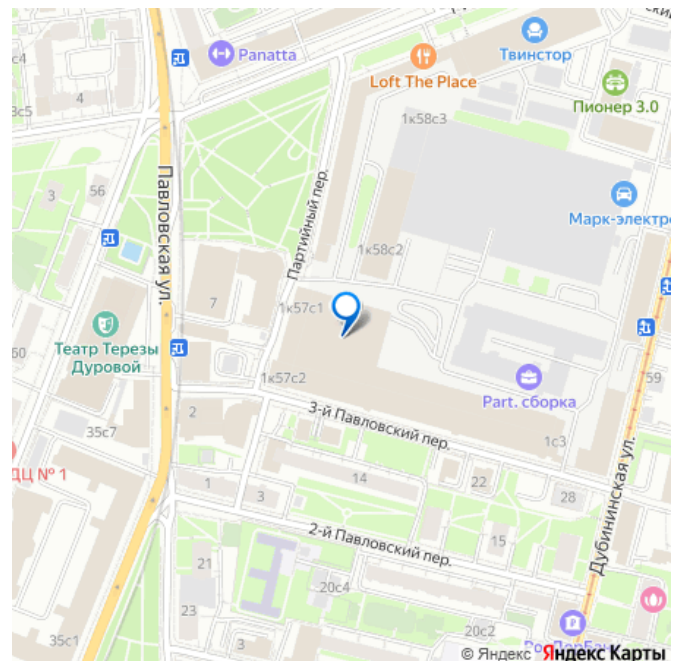 Panatta
Твинстор
Loft The Place
4
Пионер 3.0
1к58с3
3
56
Партийный пер.
Павловская ул.
Марк-электро
1к58с2
7
1к57с1
Театр Терезы
Дуровой
50
1к57с2
59
Part. сборка
2
3-й Павловский пер.
35с7
1с3
ДЦ № 1
1
3
14
22
28
2-й Павловский пер.
15
Дубининская ул.
21
20с4
23
3
20с2
35с1
© Яндекс Яндекс Карты